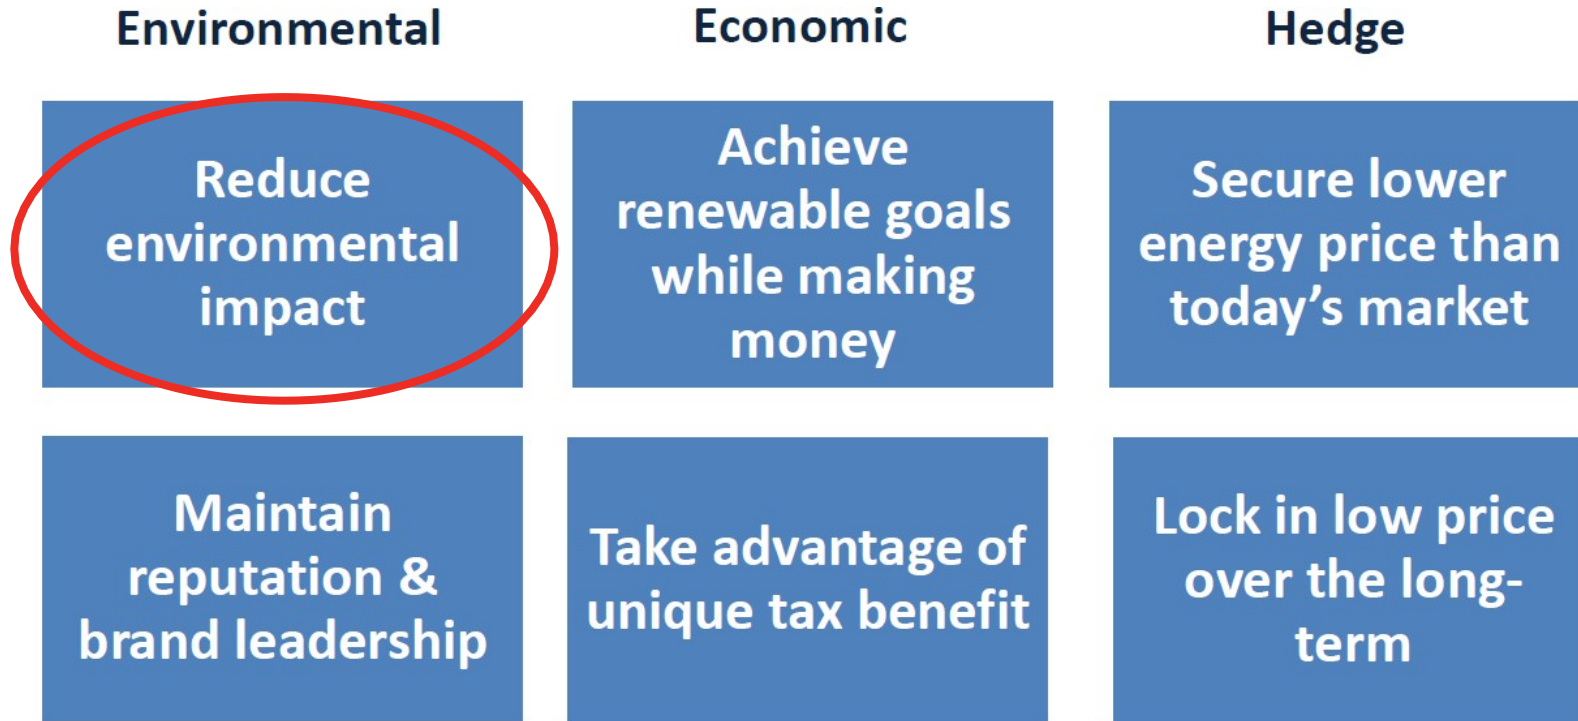 Environmental
Economic
Hedge
Reduce
environmental
impact
Achieve
renewable goals
while making
money
Secure lower
energy price than
today’s market
Maintain
reputation &
brand leadership
Take advantage of
unique tax benefit
Lock in low price
over the long-
term